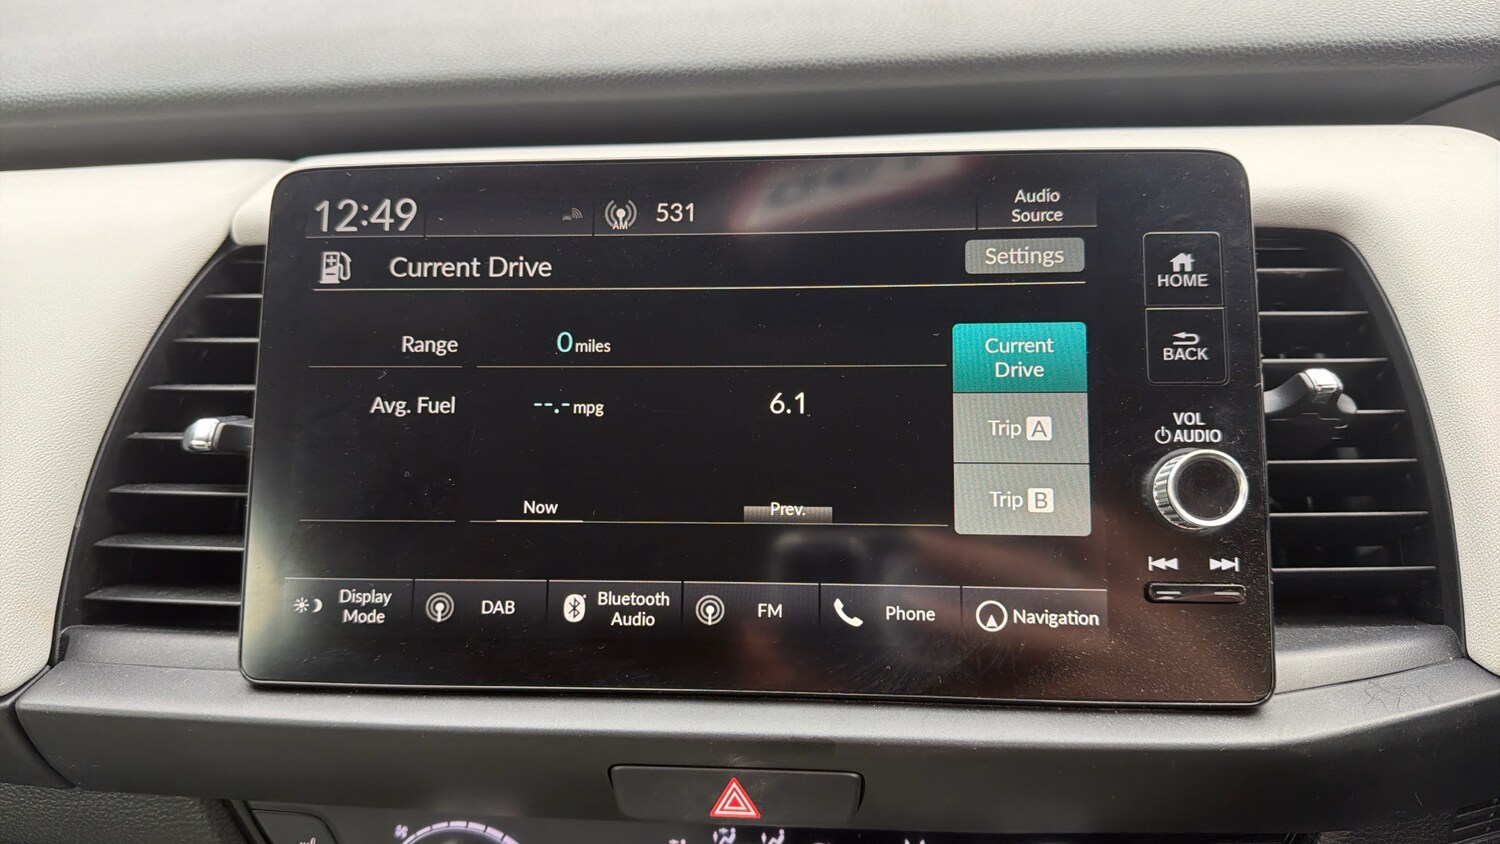 12:49
AM
531
Audio
Source
Current Drive
Settings
HOME
Range
0 miles
Current
Drive
BACK
Avg. Fuel
--.- mpg
6.1
Trip A
VOL
AUDIO
Trip B
Now
Prev.
Display
Mode
DAB
Bluetooth
Audio
FM
Phone
Navigation